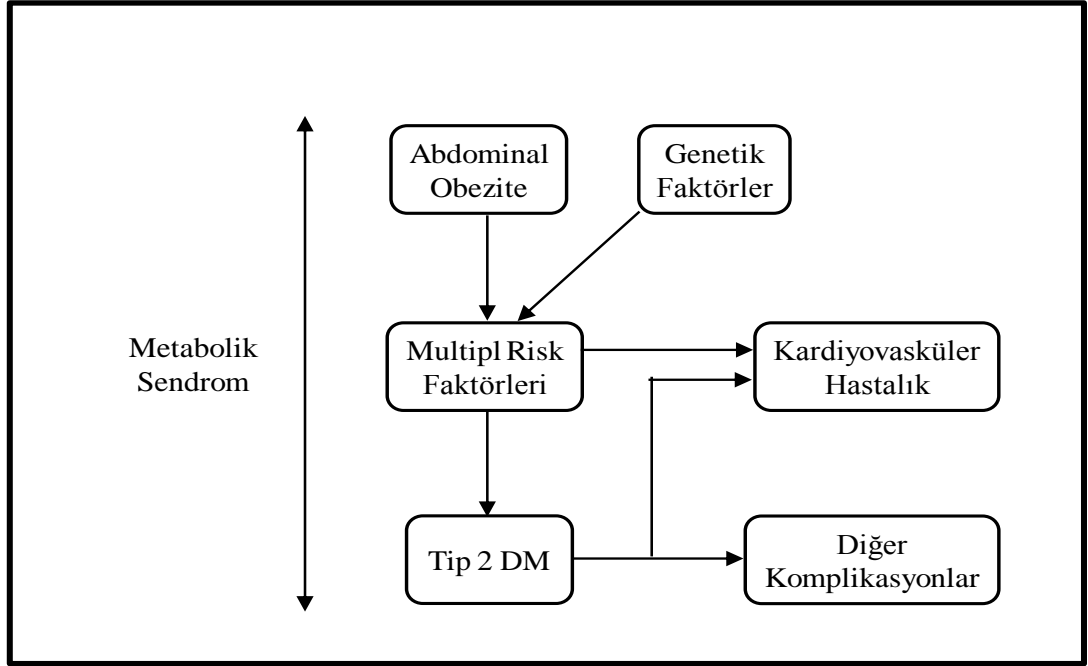 Abdominal
Obezite
Genetik
Faktörler
Metabolik
Sendrom
Multipl Risk
Faktörleri
Kardiyovasküler
Hastalık
Tip 2 DM
Diğer
Komplikasyonlar